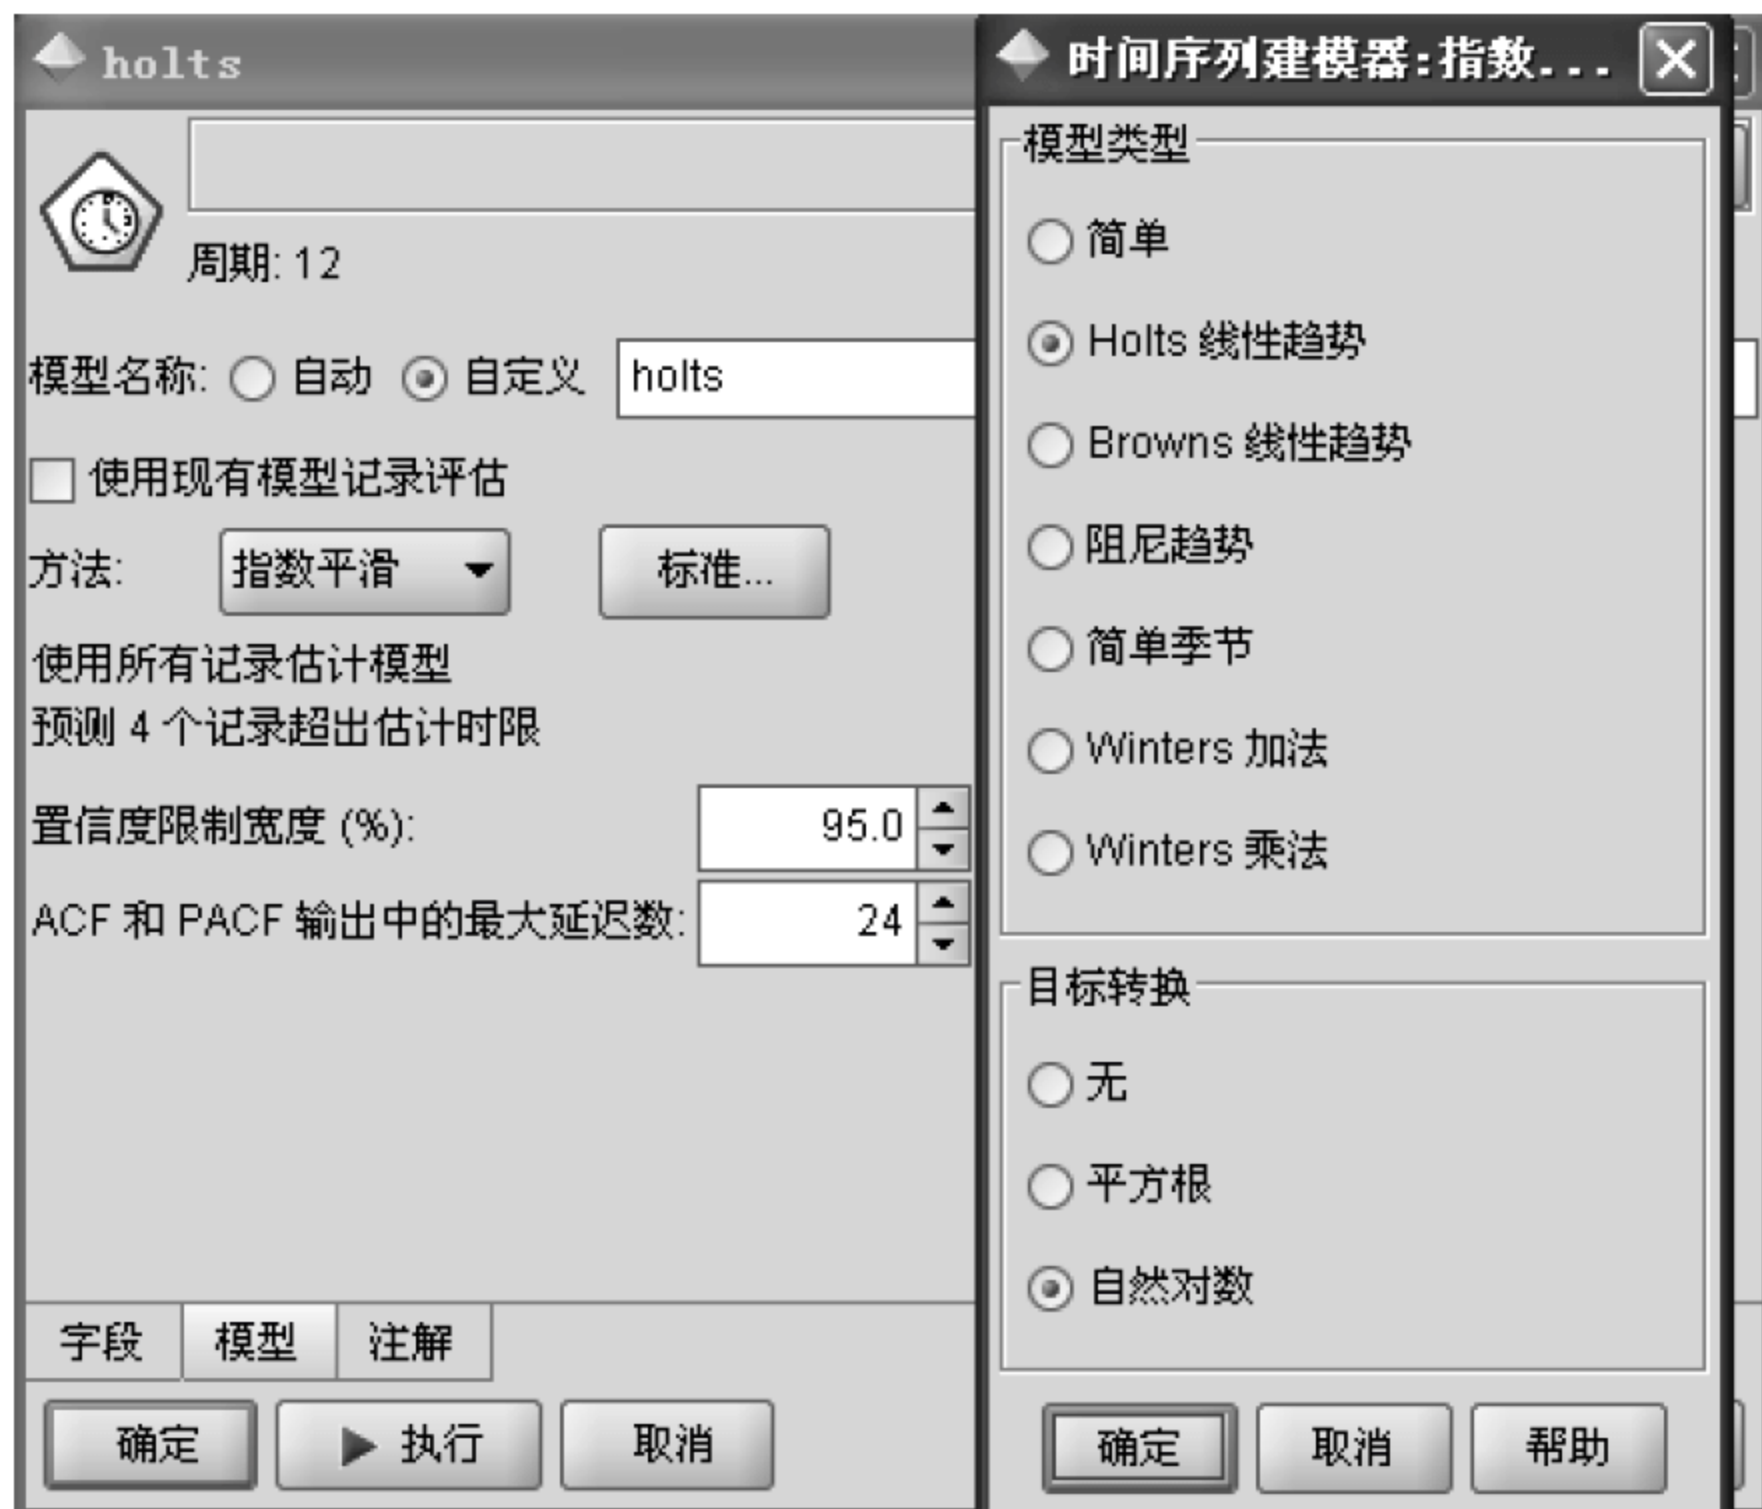 holts
周期: 12
模型名称: 自动 自定义 holts
使用现有模型记录评估
方法: 指数平滑 标准...
使用所有记录估计模型
预测 4 个记录超出估计时限
置信度限制宽度 (%): 95.0
ACF 和 PACF 输出中的最大延迟数: 24
字段 模型 注解
确定 执行 取消
时间序列建模器:指数...
模型类型
简单
Holts 线性趋势
Browns 线性趋势
阻尼趋势
简单季节
Winters 加法
Winters 乘法
目标转换
无
平方根
自然对数
确定 取消 帮助